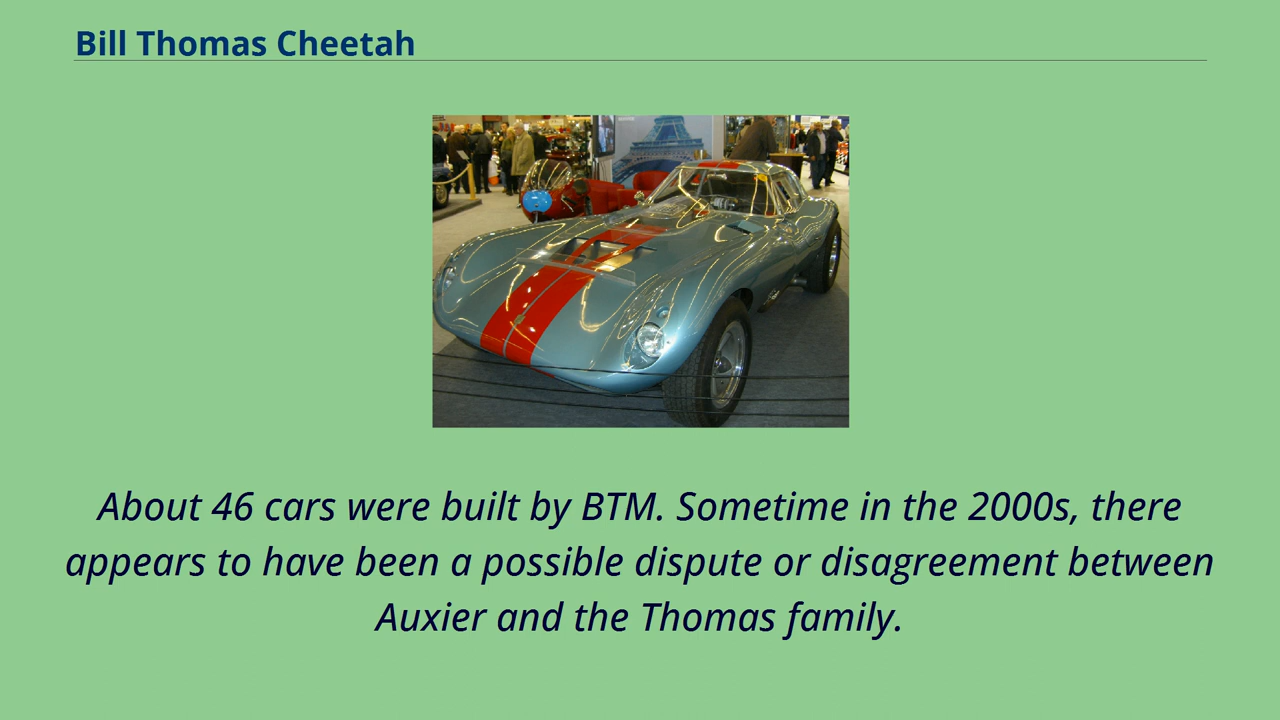 Bill Thomas Cheetah
About 46 cars were built by BTM. Sometime in the 2000s, there
appears to have been a possible dispute or disagreement between
Auxier and the Thomas family.